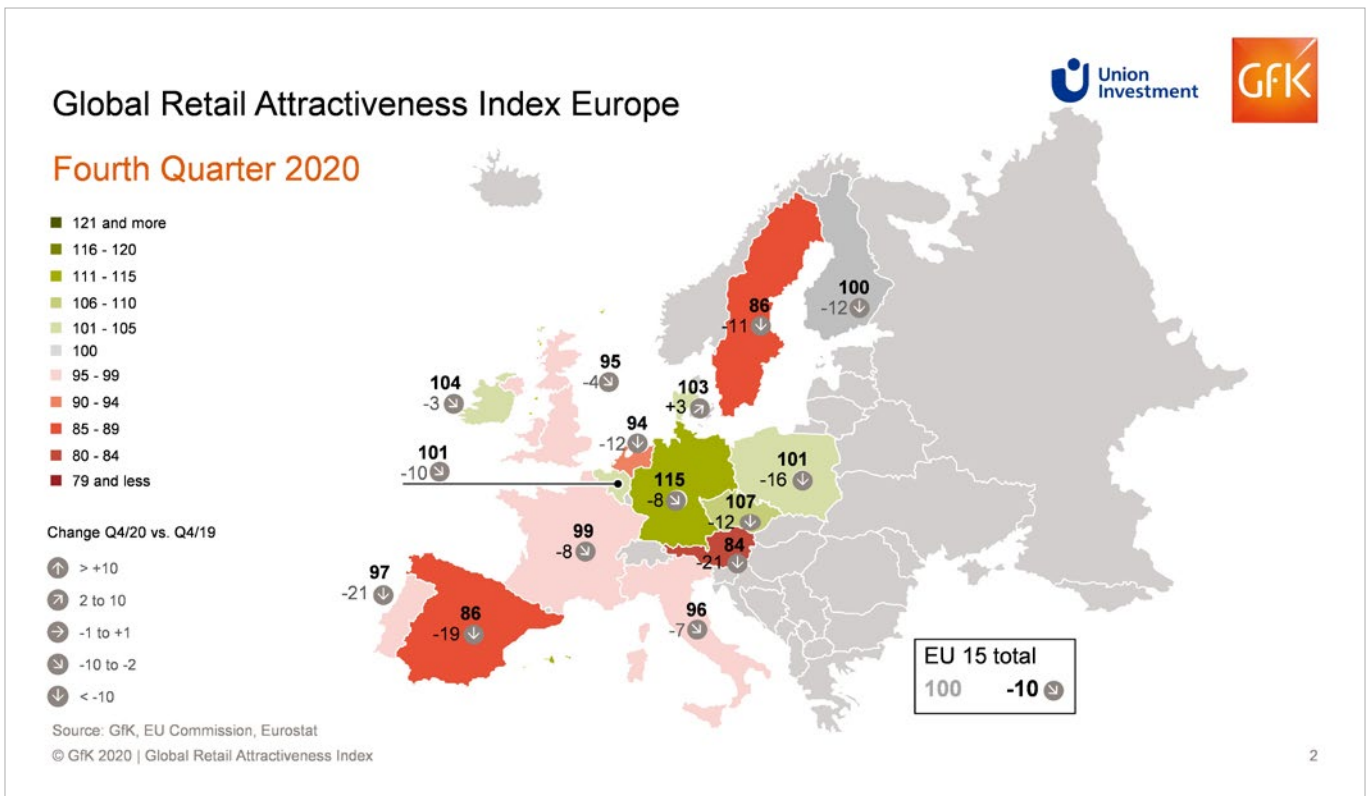 Union
Investment
GfK
Global Retail Attractiveness Index Europe
Fourth Quarter 2020
121 and more
116 - 120
111 - 115
106 - 110
101 - 105
100
95 - 99
90 - 94
85 - 89
80 - 84
79 and less
Change Q4/20 vs. Q4/19
> +10
2 to 10
-1 to +1
-10 to -2
< -10
100
-12
86
-11
95
-4
104
-3
103
+3
94
-12
101
-10
115
-8
101
-16
107
-12
99
-8
84
-21
97
-21
86
-19
96
-7
EU 15 total
100 -10
Source: GfK, EU Commission, Eurostat
© GfK 2020 | Global Retail Attractiveness Index
2